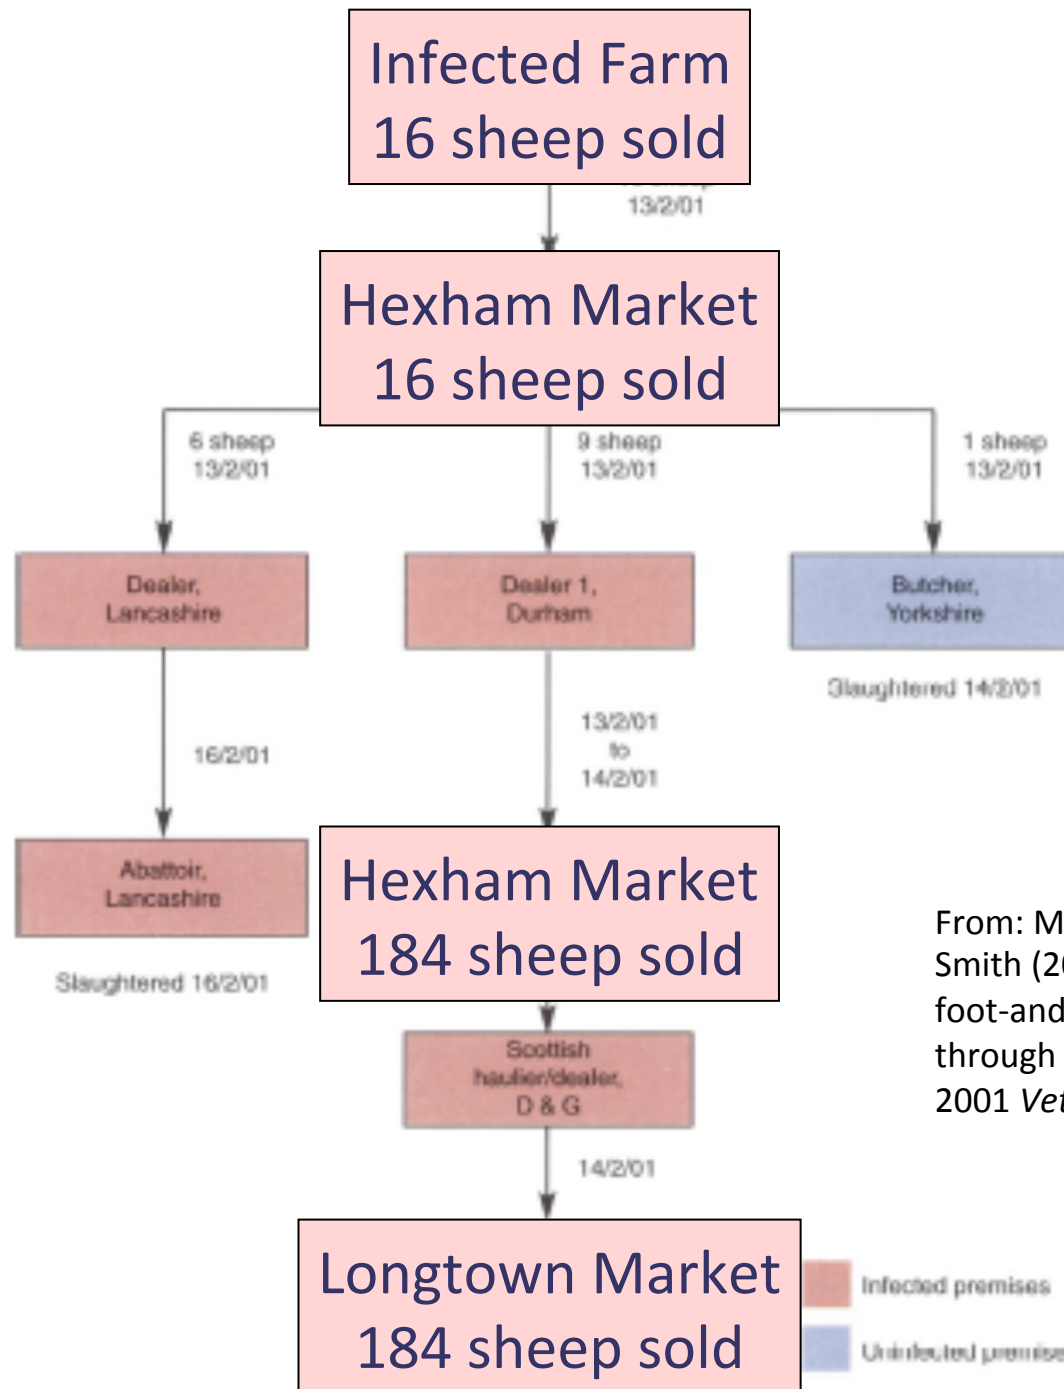 Infected Farm
16 sheep sold
13/2/01
Hexham Market
16 sheep sold
6 sheep
13/2/01
9 sheep
13/2/01
1 sheep
13/2/01
Dealer,
Lancashire
Dealer 1,
Durham
Butcher,
Yorkshire
Slaughtered 14/2/01
16/2/01
13/2/01
to
14/2/01
Abattoir,
Lancashire
Slaughtered 16/2/01
Hexham Market
184 sheep sold
From: M
Smith (20
foot-and
through
2001 Vet
Scottish
haulier/dealer,
D & G
14/2/01
Longtown Market
184 sheep sold
Infected premises
Uninfected premise